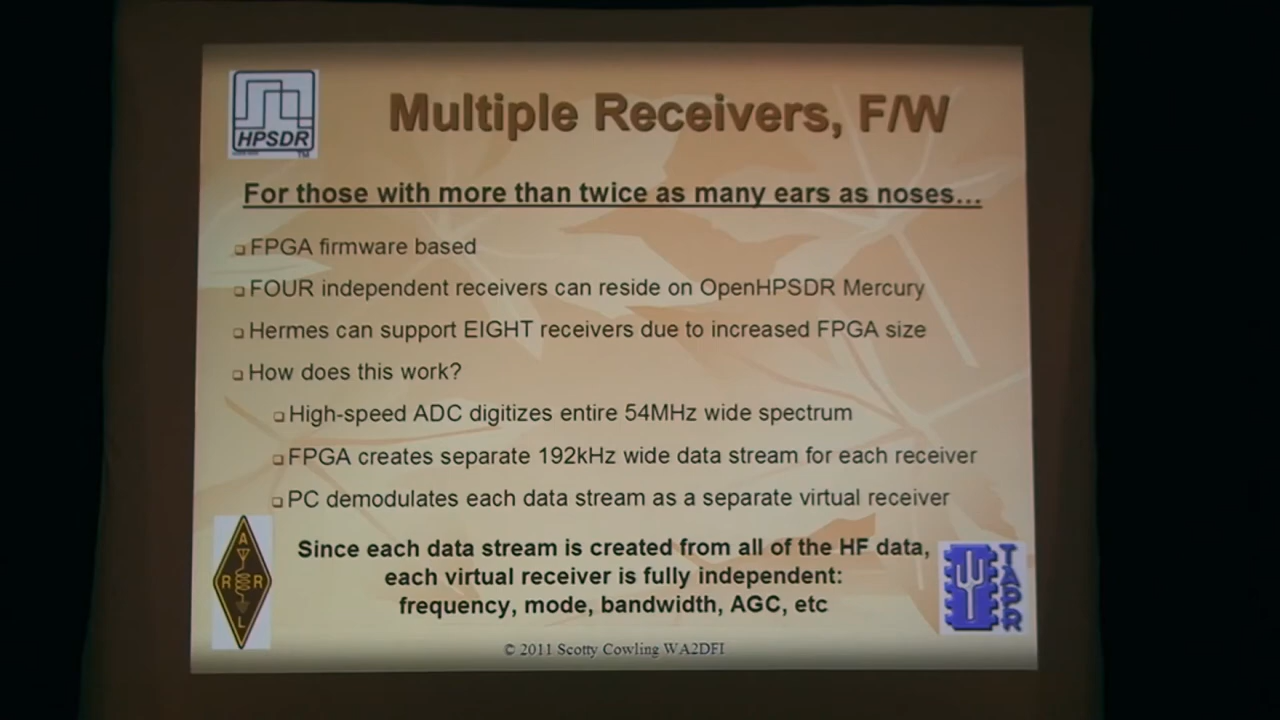 HPSDR
TM
Multiple Receivers, F/W
For those with more than twice as many ears as noses...
FPGA firmware based
FOUR independent receivers can reside on OpenHPSDR Mercury
Hermes can support EIGHT receivers due to increased FPGA size
How does this work?
High-speed ADC digitizes entire 54MHz wide spectrum
FPGA creates separate 192kHz wide data stream for each receiver
PC demodulates each data stream as a separate virtual receiver
Since each data stream is created from all of the HF data,
each virtual receiver is fully independent:
frequency, mode, bandwidth, AGC, etc
A
R R
L
TAPR
© 2011 Scotty Cowling WA2DFI